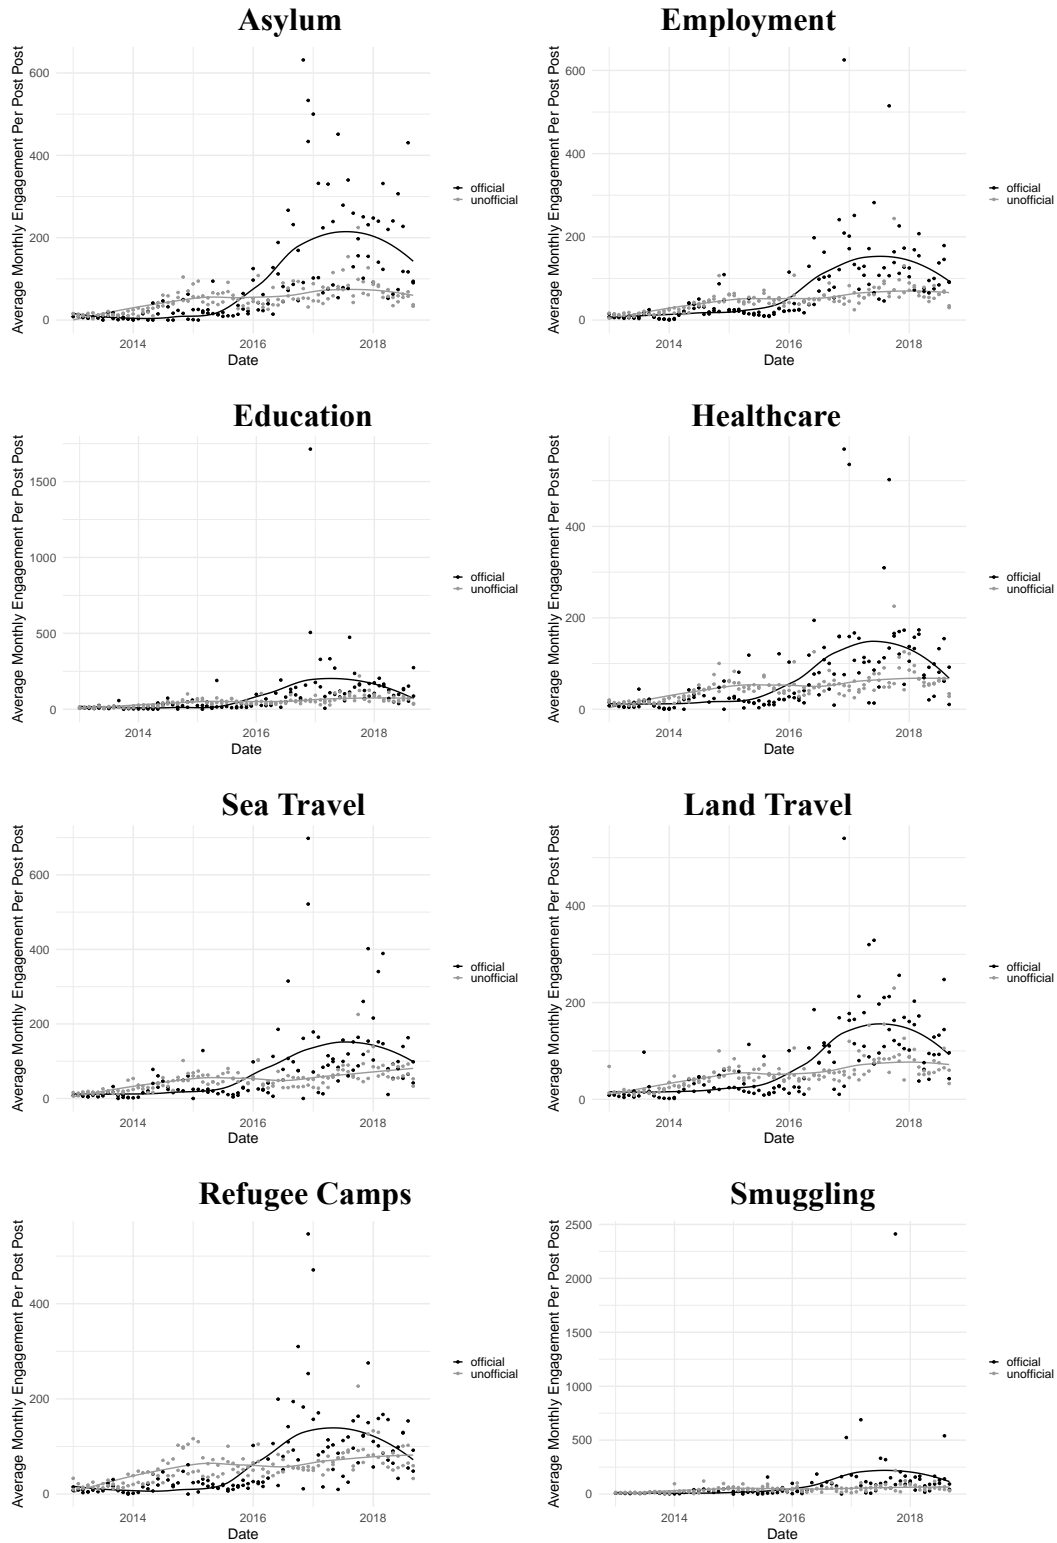 Asylum
Average Monthly Engagement Per Post Post
600
400
200
0
2014
2016
2018
Date
official
unofficial
Employment
Average Monthly Engagement Per Post Post
600
400
200
0
2014
2016
2018
Date
official
unofficial
Education
Average Monthly Engagement Per Post Post
1500
1000
500
0
2014
2016
2018
Date
official
unofficial
Healthcare
Average Monthly Engagement Per Post Post
400
200
0
2014
2016
2018
Date
official
unofficial
Sea Travel
Average Monthly Engagement Per Post Post
600
400
200
0
2014
2016
2018
Date
official
unofficial
Land Travel
Average Monthly Engagement Per Post Post
400
200
0
2014
2016
2018
Date
official
unofficial
Refugee Camps
Average Monthly Engagement Per Post Post
400
200
0
2014
2016
2018
Date
official
unofficial
Smuggling
Average Monthly Engagement Per Post Post
2500
2000
1500
1000
500
0
2014
2016
2018
Date
official
unofficial